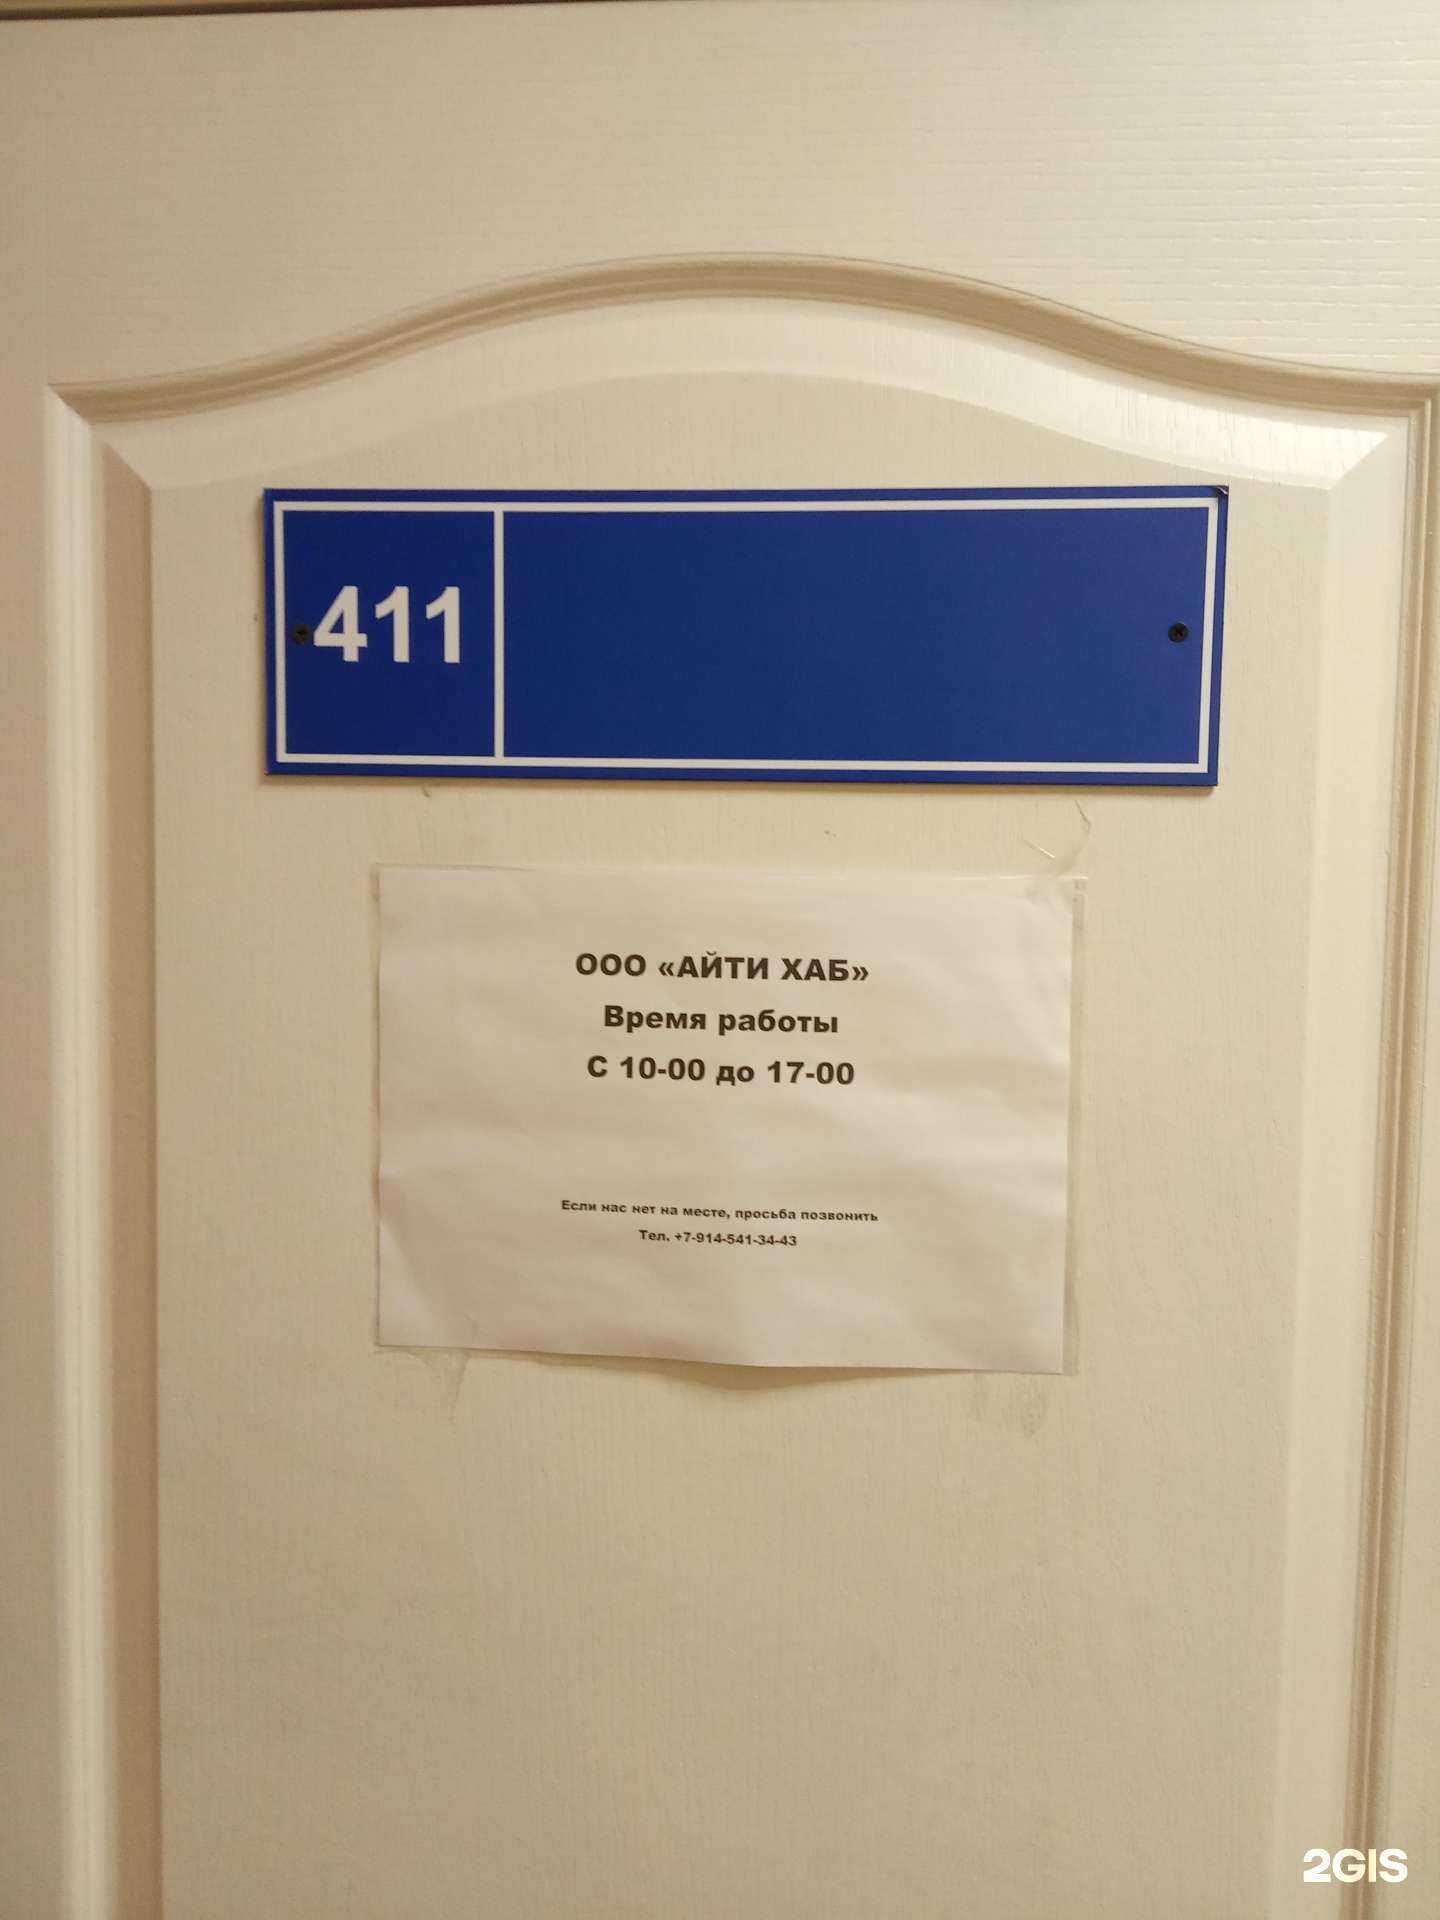 411
ООО «АЙТИ ХАБ»
Время работы
С 10-00 до 17-00
Если нас нет на месте, просьба позвонить
Тел. +7-914-541-34-43
2GIS